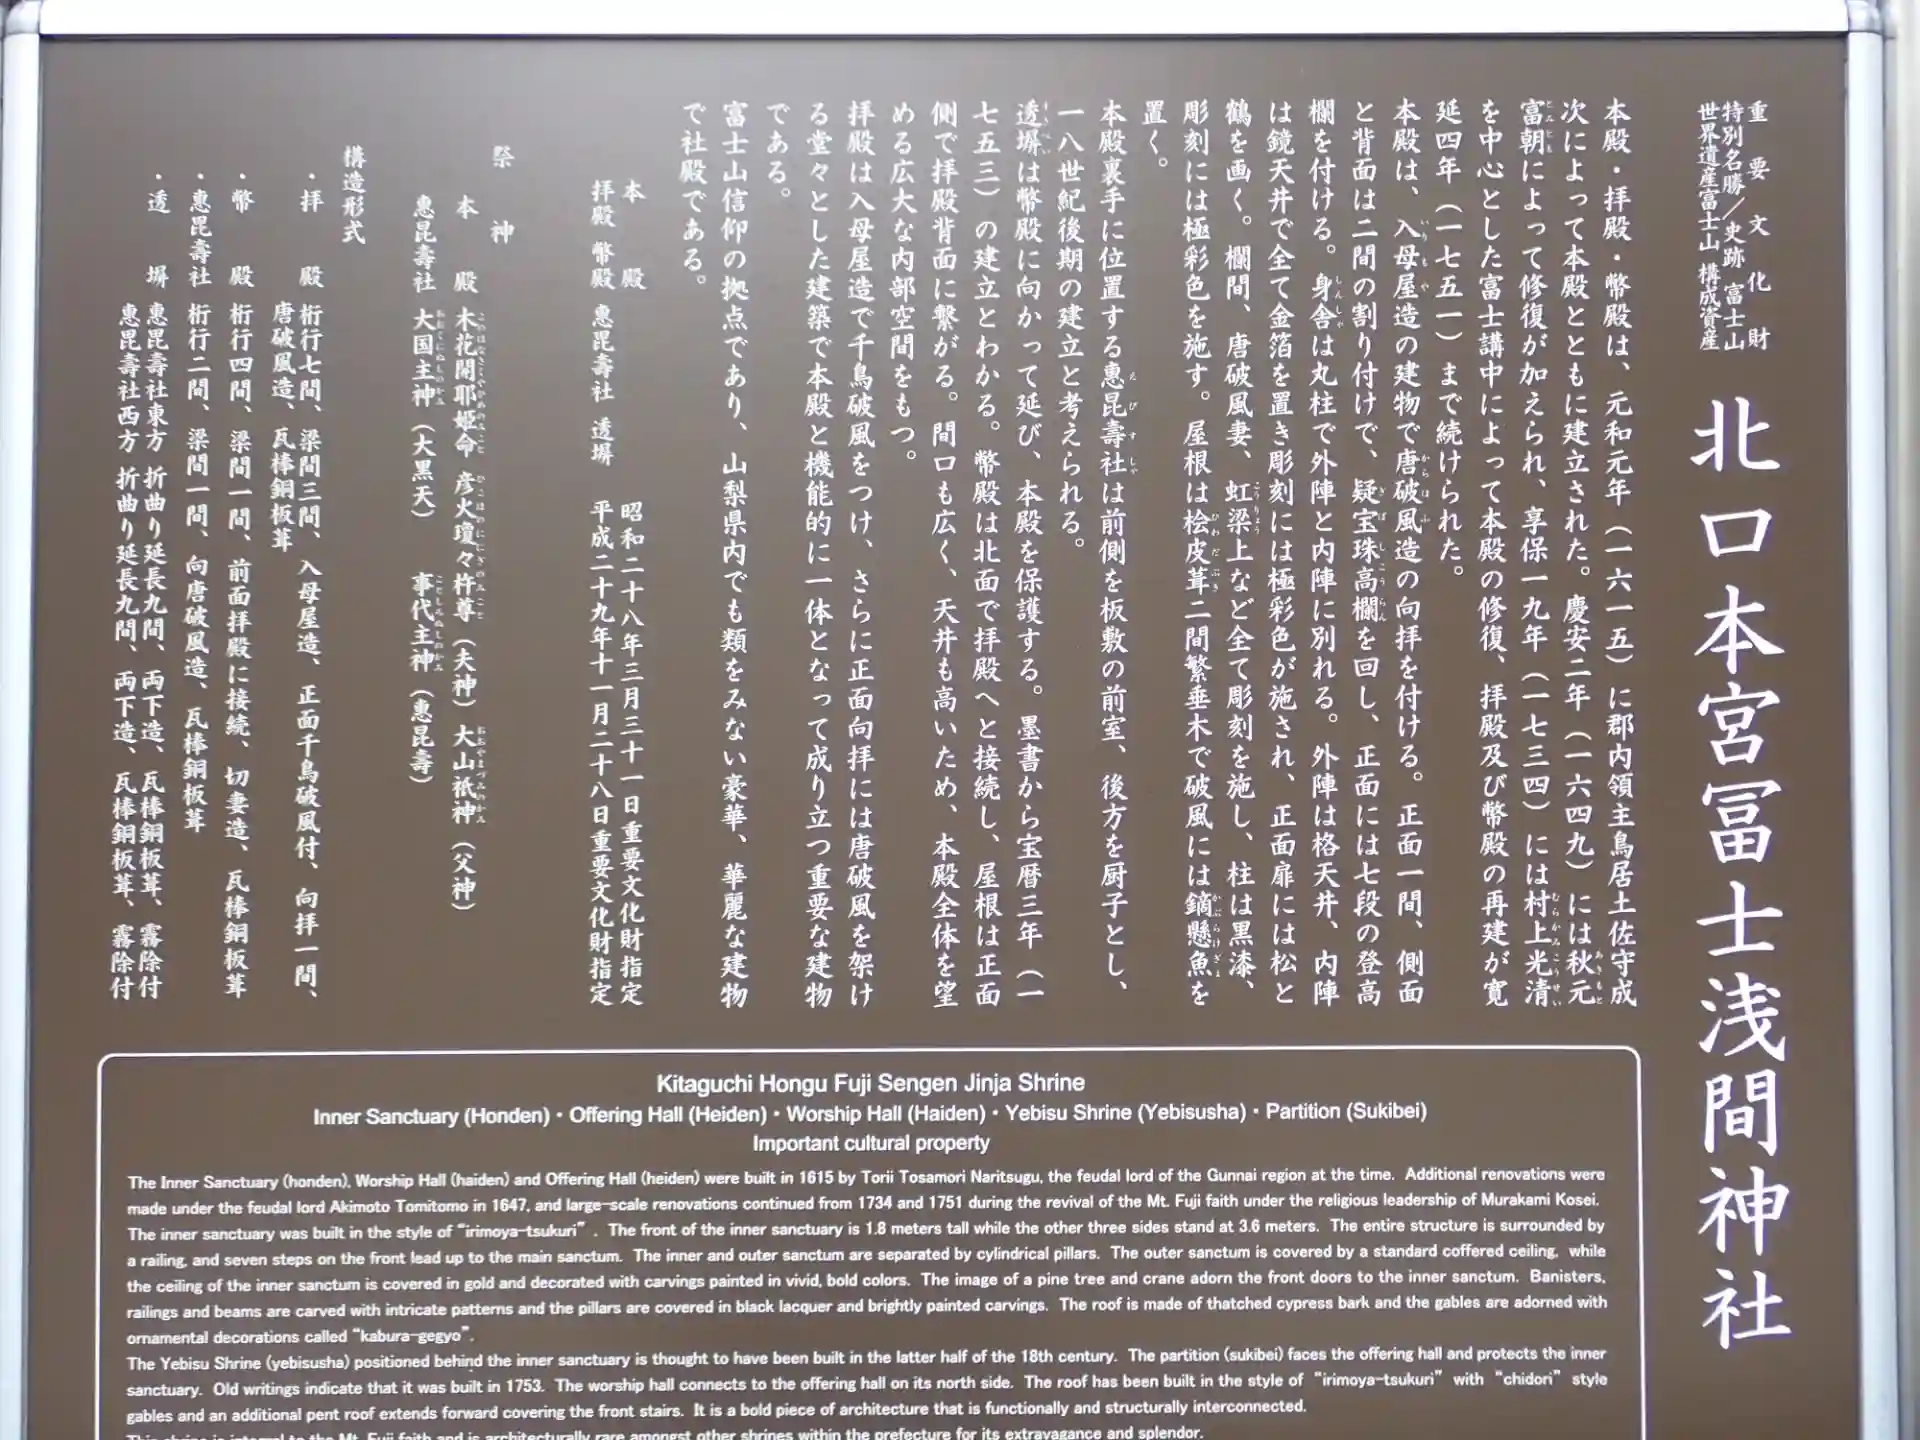 重要文化財
特別名勝／史跡 富士山
世界遺産富士山 構成資産
北口本宮冨士浅間神社
本殿・拝殿・幣殿は、元和元年（一六一五）に郡内領主鳥居土佐守成
次によって本殿とともに建立された。慶安二年（一六四九）には秋元
富朝によって修復が加えられ、享保一九年（一七三四）には村上光清
を中心とした富士講中によって本殿の修復、拝殿及び幣殿の再建が寛
延四年（一七五一）まで続けられた。
本殿は、入母屋造の建物で唐破風造の向拝を付ける。正面一間、側面
と背面は二間の割り付けで、疑宝珠高欄を回し、正面には七段の登高
欄を付ける。身舎は丸柱で外陣と内陣に別れる。外陣は格天井、内陣
は鏡天井で全て金箔を置き彫刻には極彩色が施され、正面扉には松と
鶴を画く。欄間、唐破風妻、虹梁上など全て彫刻を施し、柱は黒漆、
彫刻には極彩色を施す。屋根は桧皮葺二間繁垂木で破風には鏑懸魚を
置く。
本殿裏手に位置する惠毘壽社は前側を板敷の前室、後方を厨子とし、
一八世紀後期の建立と考えられる。
透塀は幣殿に向かって延び、本殿を保護する。墨書から宝暦三年（一
七五三）の建立とわかる。幣殿は北面で拝殿へと接続し、屋根は正面
側で拝殿背面に繋がる。間口も広く、天井も高いため、本殿全体を望
める広大な内部空間をもつ。
拝殿は入母屋造で千鳥破風をつけ、さらに正面向拝には唐破風を架け
る堂々とした建築で本殿と機能的に一体となって成り立つ重要な建物
である。
富士山信仰の拠点であり、山梨県内でも類をみない豪華、華麗な建物
で社殿である。
本殿 昭和二十八年三月三十一日重要文化財指定
拝殿 幣殿 惠毘壽社 透塀 平成二十九年十一月二十八日重要文化財指定
祭神
本殿 木花開耶姫命 彦火瓊々杵尊（夫神）大山祇神（父神）
惠毘壽社 大国主神（大黒天） 事代主神（惠毘壽）
構造形式
・拝殿 桁行七間、梁間三間、入母屋造、正面千鳥破風付、向拝一間、
唐破風造、瓦棒銅板葺
・幣殿 桁行四間、梁間一間、前面拝殿に接続、切妻造、瓦棒銅板葺
・惠毘壽社 桁行二間、梁間一間、向唐破風造、瓦棒銅板葺
・透塀 惠毘壽社東方 折曲り延長九間、両下造、瓦棒銅板葺、霧除付
惠毘壽社西方 折曲り延長九間、両下造、瓦棒銅板葺、霧除付
Kitaguchi Hongu Fuji Sengen Jinja Shrine
Inner Sanctuary (Honden)・Offering Hall (Heiden)・Worship Hall (Haiden)・Yebisu Shrine (Yebisusha)・Partition (Sukibei)
Important cultural property
The Inner Sanctuary (honden), Worship Hall (haiden) and Offering Hall (heiden) were built in 1615 by Torii Tosamori Naritsugu, the feudal lord of the Gunnai region at the time. Additional renovations were
made under the feudal lord Akimoto Tomitomo in 1647, and large-scale renovations continued from 1734 and 1751 during the revival of the Mt. Fuji faith under the religious leadership of Murakami Kosei.
The inner sanctuary was built in the style of "irimoya-tsukuri". The front of the inner sanctuary is 1.8 meters tall while the other three sides stand at 3.6 meters. The entire structure is surrounded by
a railing, and seven steps on the front lead up to the main sanctum. The inner and outer sanctum are separated by cylindrical pillars. The outer sanctum is covered by a standard coffered ceiling, while
the ceiling of the inner sanctum is covered in gold and decorated with carvings painted in vivid, bold colors. The image of a pine tree and crane adorn the front doors to the inner sanctum. Banisters,
railings and beams are carved with intricate patterns and the pillars are covered in black lacquer and brightly painted carvings. The roof is made of thatched cypress bark and the gables are adorned with
ornamental decorations called "kabura-gegyo".
The Yebisu Shrine (yebisusha) positioned behind the inner sanctuary is thought to have been built in the latter half of the 18th century. The partition (sukibei) faces the offering hall and protects the inner
sanctuary. Old writings indicate that it was built in 1753. The worship hall connects to the offering hall on its north side. The roof has been built in the style of "irimoya-tsukuri" with "chidori" style
gables and an additional pent roof extends forward covering the front stairs. It is a bold piece of architecture that is functionally and structurally interconnected.
This shrine is integral to the Mt. Fuji faith and is architecturally rare amongst other shrines within the prefecture for its extravagance and splendor.